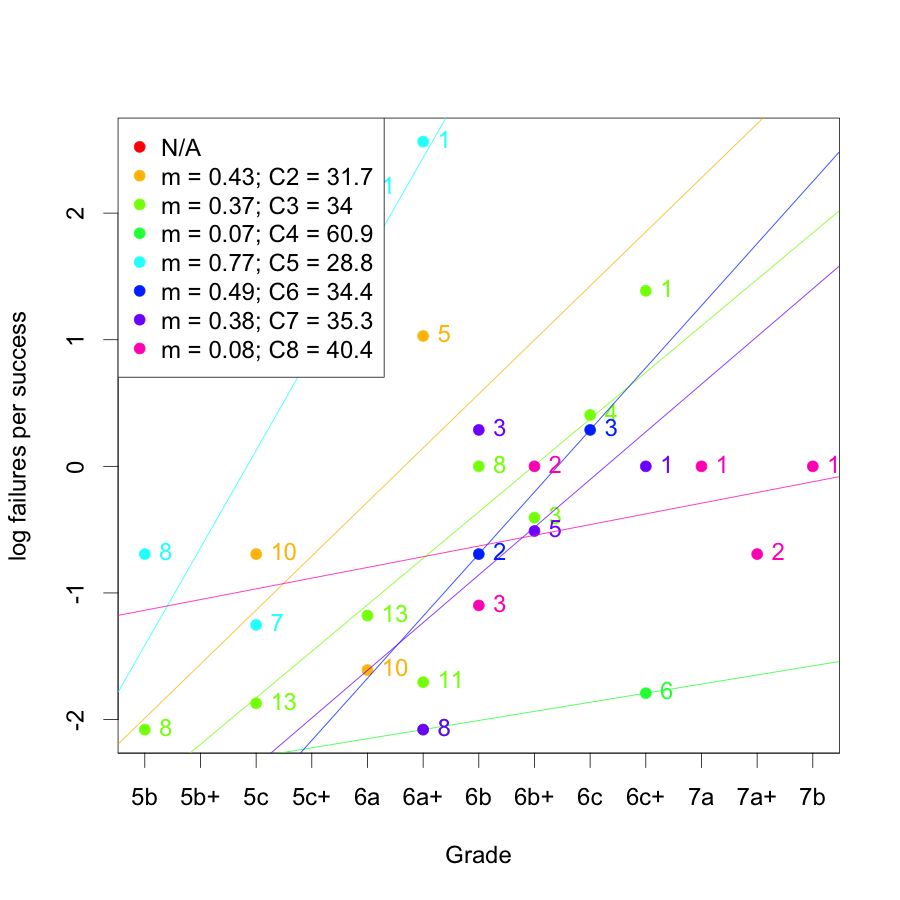 N/A
m = 0.43; C2 = 31.7
m = 0.37; C3 = 34
m = 0.07; C4 = 60.9
m = 0.77; C5 = 28.8
m = 0.49; C6 = 34.4
m = 0.38; C7 = 35.3
m = 0.08; C8 = 40.4
1
1
2
1
5
1
4
3
3
0
8
2
1
1
1
3
5
8
10
2
2
-1
3
7
13
10
11
6
13
-2
8
8
5b 5b+ 5c 5c+ 6a 6a+ 6b 6b+ 6c 6c+ 7a 7a+ 7b
Grade
log failures per success